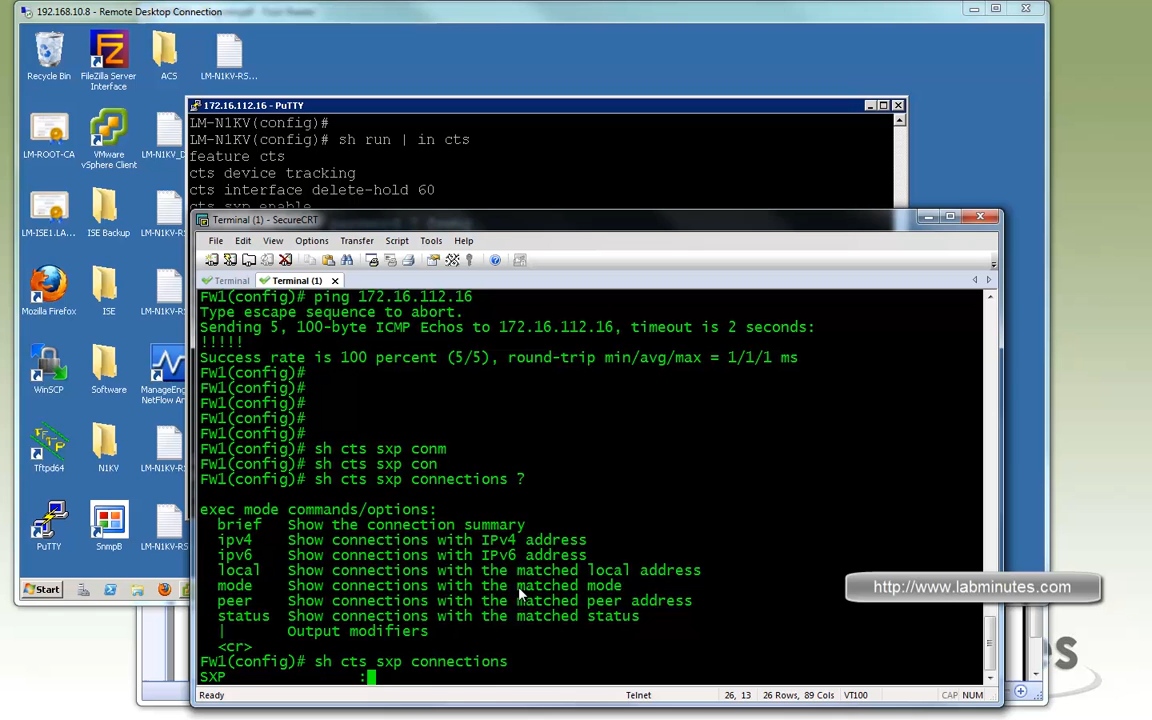 192.168.10.8 - Remote Desktop Connection
Recycle Bin
FileZilla Server
Interface
ACS
LM-N1KV-RS...
172.16.112.16 - PuTTY
LM-N1KV(config)#
LM-N1KV(config)# sh run | in cts
feature cts
cts device tracking
cts interface delete-hold 60
cts sxp enable
LM-ROOT-CA
VMware
vSphere Client
LM-N1KV_D
LM-ISE1.LA...
ISE Backup
LM-N1KV-R
Mozilla Firefox
ISE
LM-N1KV-R
WinSCP
Software
ManageEng
NetFlow An
Tftpd64
N1KV
LM-N1KV-RS
PuTTY
SnmpB
LM-N1KV-RS
Start
Terminal (1) - SecureCRT
File Edit View Options Transfer Script Tools Help
Terminal
Terminal (1)
FW1(config)# ping 172.16.112.16
Type escape sequence to abort.
Sending 5, 100-byte ICMP Echos to 172.16.112.16, timeout is 2 seconds:
!!!!!
Success rate is 100 percent (5/5), round-trip min/avg/max = 1/1/1 ms
FW1(config)#
FW1(config)#
FW1(config)#
FW1(config)#
FW1(config)#
FW1(config)# sh cts sxp conm
FW1(config)# sh cts sxp con
FW1(config)# sh cts sxp connections ?
exec mode commands/options:
brief Show the connection summary
ipv4 Show connections with IPv4 address
ipv6 Show connections with IPv6 address
local Show connections with the matched local address
mode Show connections with the matched mode
peer Show connections with the matched peer address
status Show connections with the matched status
| Output modifiers
<cr>
FW1(config)# sh cts sxp connections
SXP :
Ready
Telnet
26, 13
26 Rows, 89 Cols
VT100
CAP NUM
http://www.labminutes.com
es